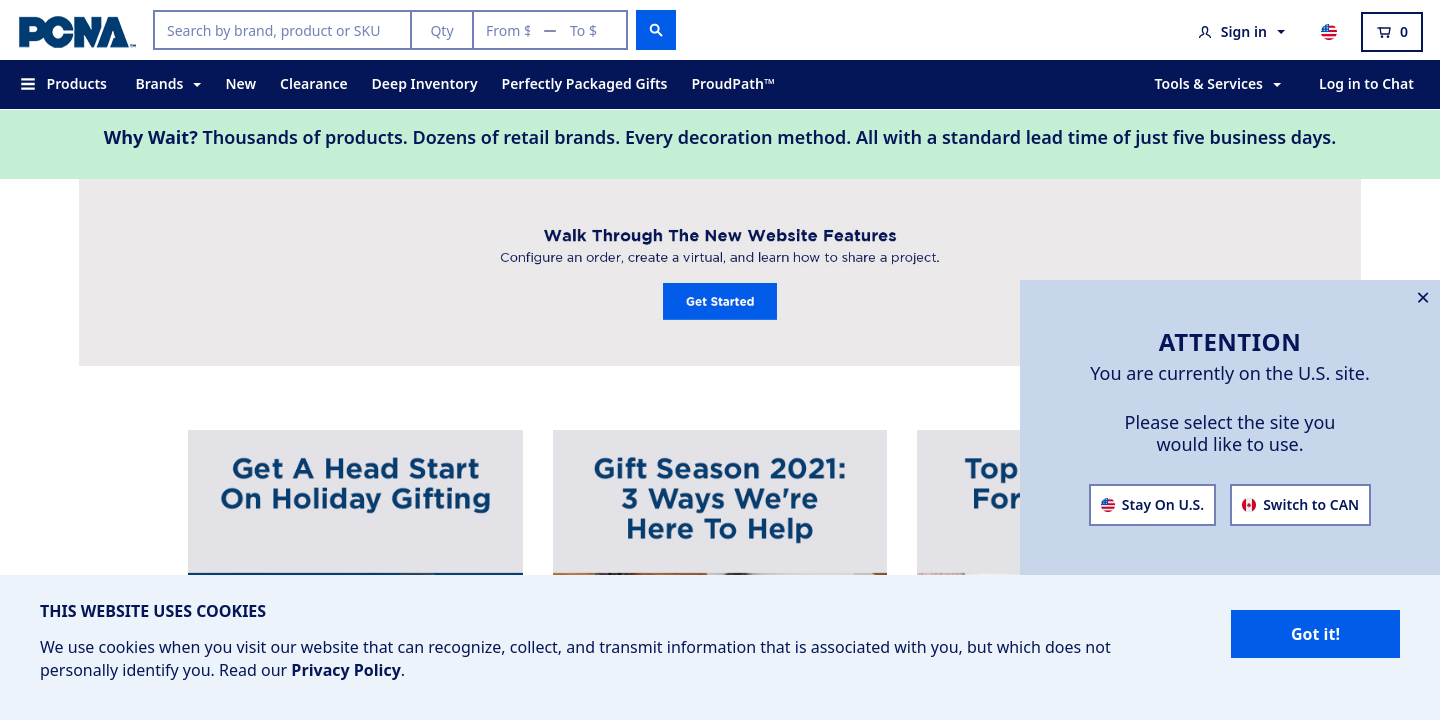 PCNA™
Search by brand, product or SKU
Qty
From $ — To $
Sign in
0
Products
Brands
New
Clearance
Deep Inventory
Perfectly Packaged Gifts
ProudPath™
Tools & Services
Log in to Chat
Why Wait? Thousands of products. Dozens of retail brands. Every decoration method. All with a standard lead time of just five business days.
Walk Through The New Website Features
Configure an order, create a virtual, and learn how to share a project.
Get Started
ATTENTION
You are currently on the U.S. site.
Please select the site you
would like to use.
Stay On U.S.
Switch to CAN
Get A Head Start
On Holiday Gifting
Gift Season 2021:
3 Ways We're
Here To Help
Top
For
THIS WEBSITE USES COOKIES
We use cookies when you visit our website that can recognize, collect, and transmit information that is associated with you, but which does not
personally identify you. Read our Privacy Policy.
Got it!